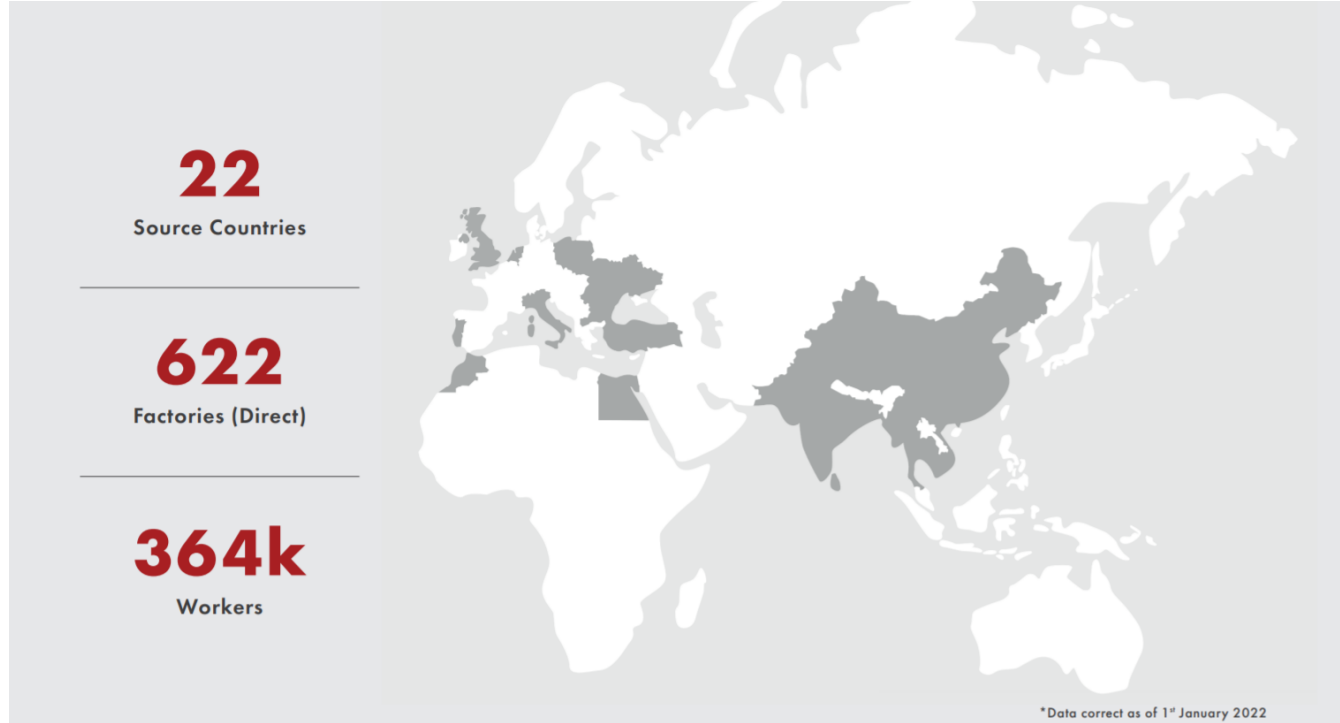 22
Source Countries
622
Factories (Direct)
364k
Workers
*Data correct as of 1st January 2022